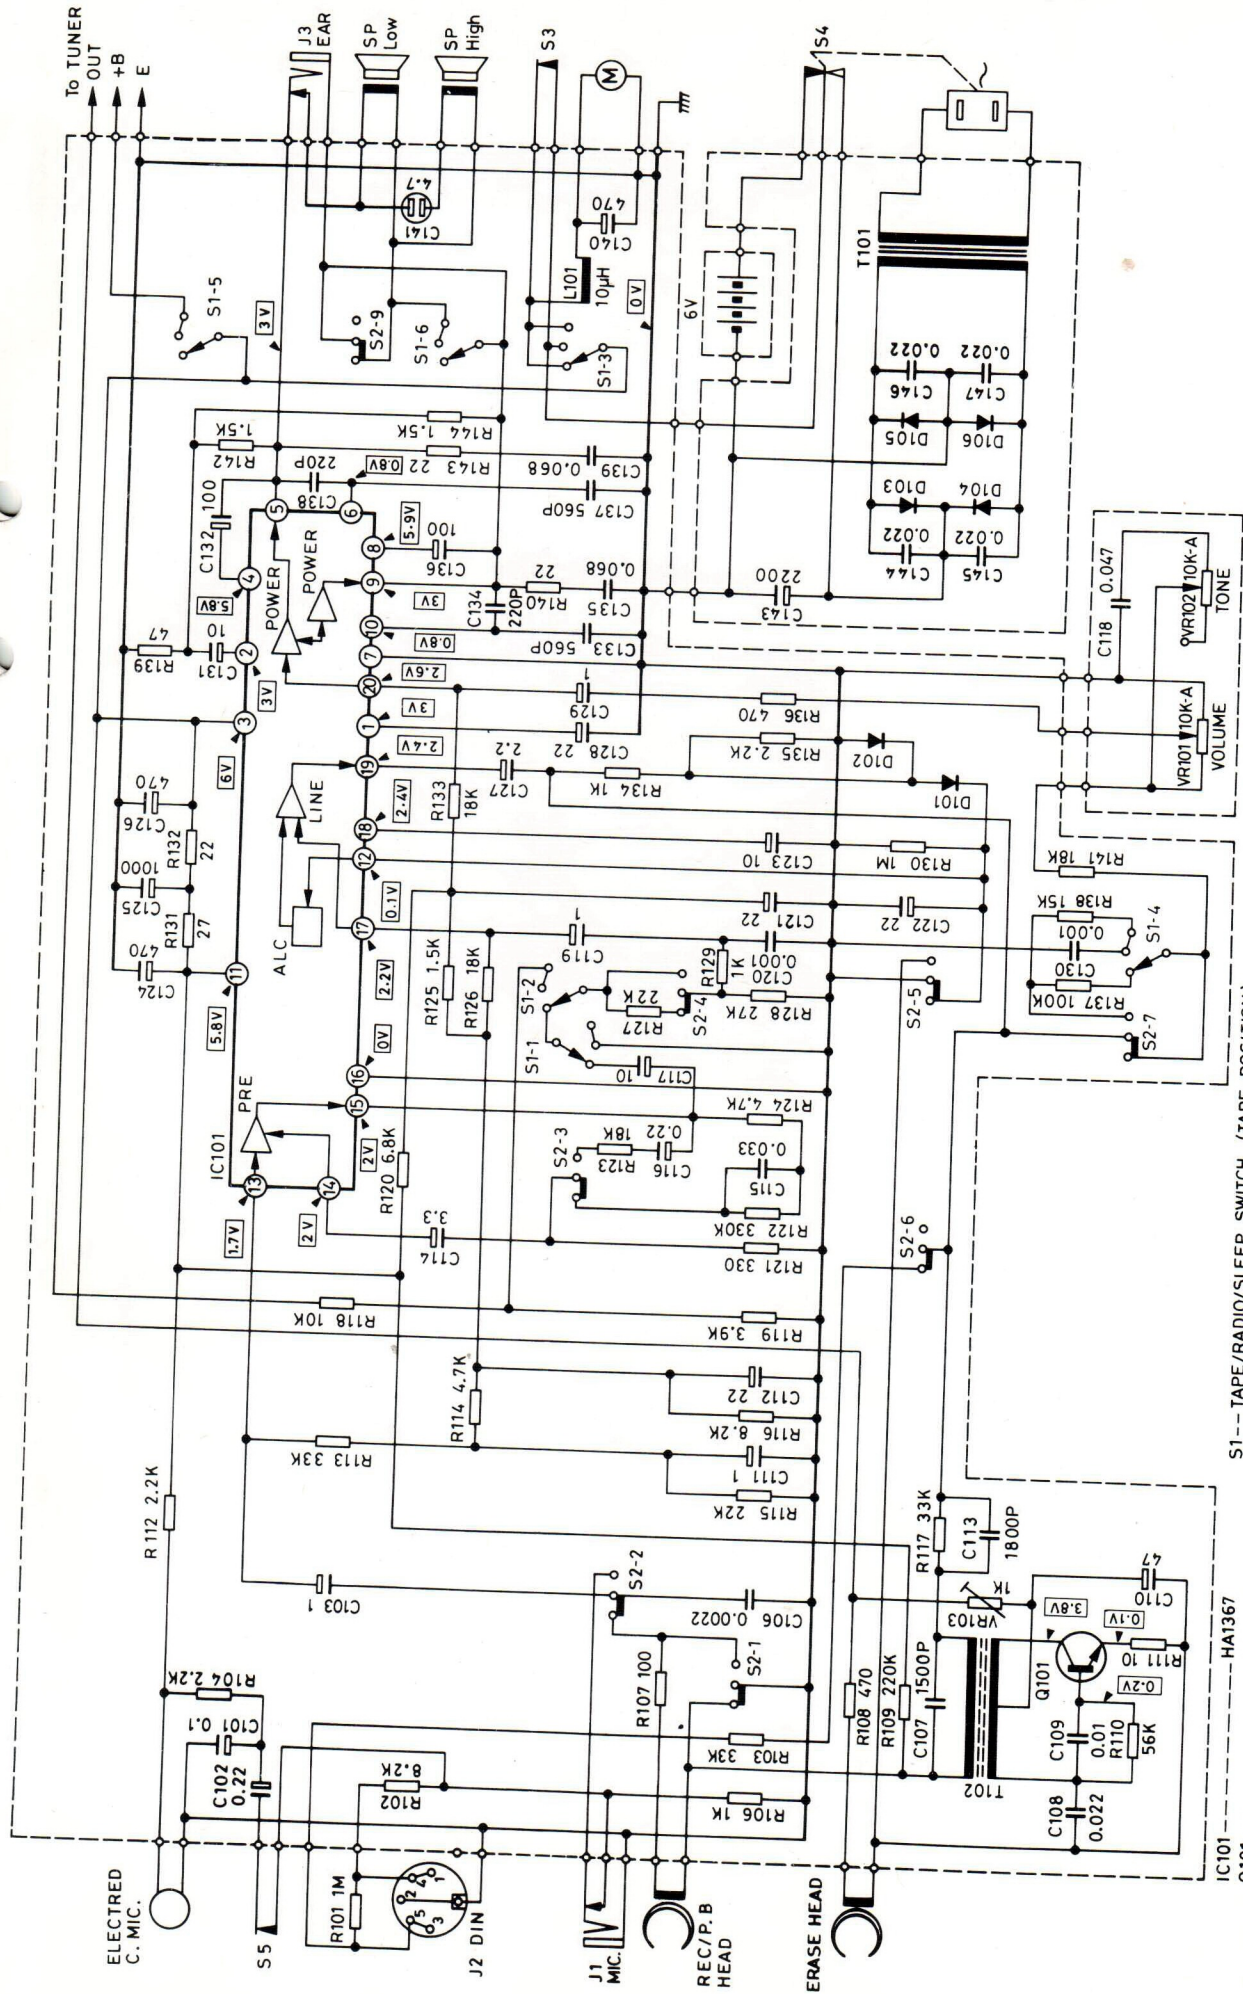 To TUNER
OUT
+B
E
J3
EAR
SP
Low
SP
High
S3
M
S4
S1-5
3V
4.7
C141
S2-9
S1-6
470
C140
L101
10µH
S1-3
0V
6V
T101
1.5K
R142
1.5K
R144
22
R143
220P
C138
0.8V
0.068
C139
C137 560P
100
C132
5
6
5.9V
8
100
C136
4
5.8V
POWER
POWER
9
3V
C134
220P
22
R140
0.068
C135
10
0.8V
C133
560P
2200
C143
C146
0.022
C147
0.022
D105
D106
D103
D104
C144
0.022
C145
0.022
47
R139
10
C131
2
3V
7
2.6V
20
3V
1
2.4V
19
1
C129
C128 22
2.2
C127
R136 470
R135 2.2K
R134 1K
D102
D101
C118 0.047
VR102 10K-A
TONE
VR101 10K-A
VOLUME
3
6V
470
C126
R132
22
1000
C125
R131
27
470
C124
11
5.8V
LINE
ALC
18
2.4V
12
0.1V
17
2.2V
R133
18K
C123 10
R130 1M
C121
22
C122 22
R141 18K
R138 15K
0.001
C130
R137 100K
S1-4
S2-7
R125 1.5K
R126 18K
1
C119
R129
1K
0.001
C120
R128 27K
S1-2
S1-1
22K
R127
S2-4
10
C117
S2-5
16
0V
15
2V
PRE
IC101
13
1.7V
14
2V
R120 6.8K
3.3
C114
S2-3
18K
R123
0.22
C116
R124 4.7K
0.033
C115
R122 330K
R121 330
S2-6
R118 10K
R119 3.9K
R114 4.7K
R113 33K
C112 22
R116 8.2K
C111 1
R115
22K
R112 2.2K
C103 1
S2-2
C106 0.0022
R107 100
S2-1
R104 2.2K
C101 0.1
C102
0.22
8.2K
R102
R103
33K
R106 1K
R108 470
R109 220K
R117 33K
C113
1800P
C107 1500P
T102
VR103
1K
3.8V
Q101
0.1V
R111 10
0.2V
47
C110
C109
0.01
R110
56K
C108
0.022
ELECTRED
C. MIC.
S5
R101 1M
J2 DIN
1
2
3
4
5
J1
MIC.
REC/P.B
HEAD
ERASE HEAD
IC101 ---- HA1367
S1--TAPE/RADIO/SLEEP SWITCH